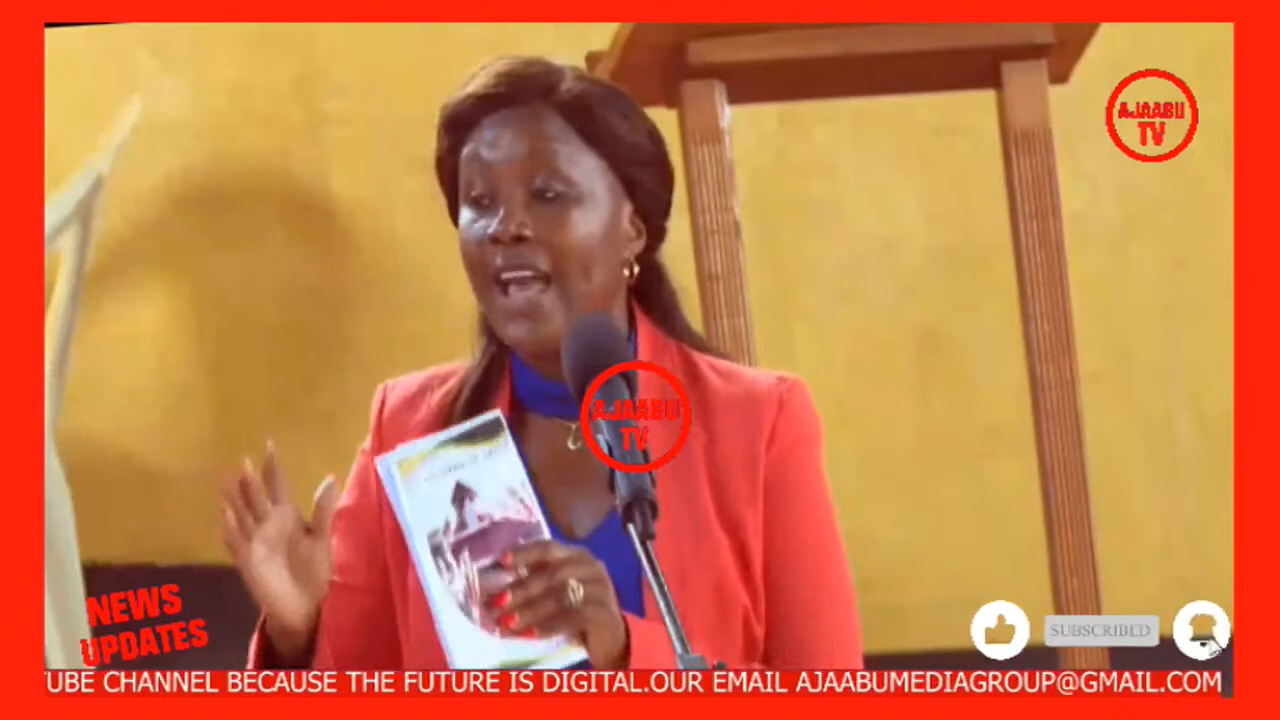 AJAABU
TV
AJAABU
TV
NEWS
UPDATES
SUBSCRIBED
UBE CHANNEL BECAUSE THE FUTURE IS DIGITAL.OUR EMAIL AJAABUMEDIAGROUP@GMAIL.COM